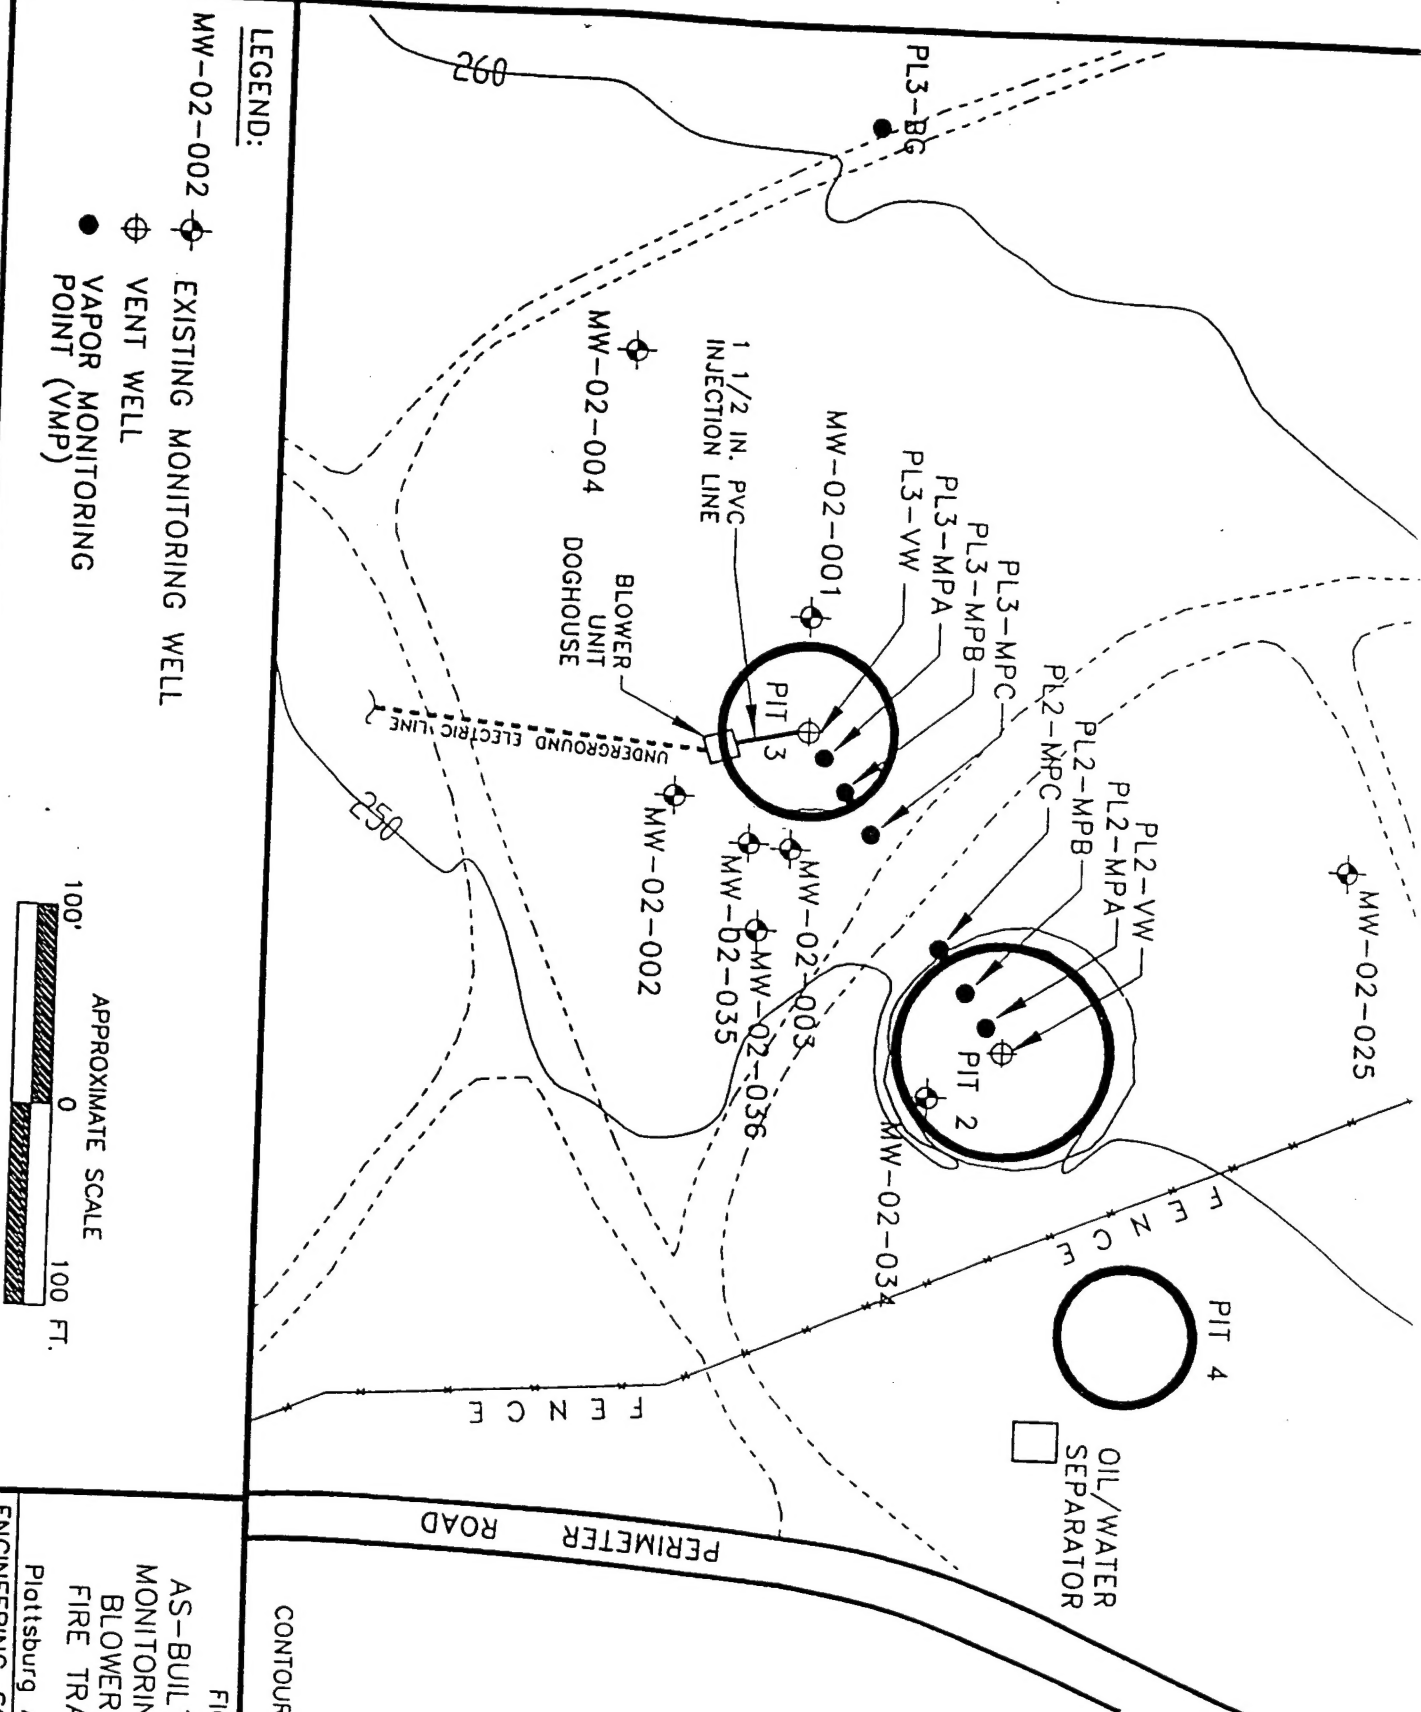 260
PL3-BG
MW-02-004
1 1/2 IN. PVC
INJECTION LINE
MW-02-001
PL3-VW
PL3-MPA
PL3-MPB
PL3-MPC
PL2-MPC
PL2-MPB
PL2-MPA
PL2-VW
MW-02-025
BLOWER
UNIT
DOGHOUSE
PIT 3
UNDERGROUND ELECTRIC LINE
MW-02-002
MW-02-035
MW-02-003
MW-02-036
PIT 2
MW-02-034
250
FENCE
FENCE
PIT 4
OIL/WATER
SEPARATOR
PERIMETER ROAD
LEGEND:
MW-02-002 EXISTING MONITORING WELL
VENT WELL
VAPOR MONITORING
POINT (VMP)
100' 0 100 FT.
APPROXIMATE SCALE
CONTOUR
AS-BUILT
BLOWER
Plattsburg